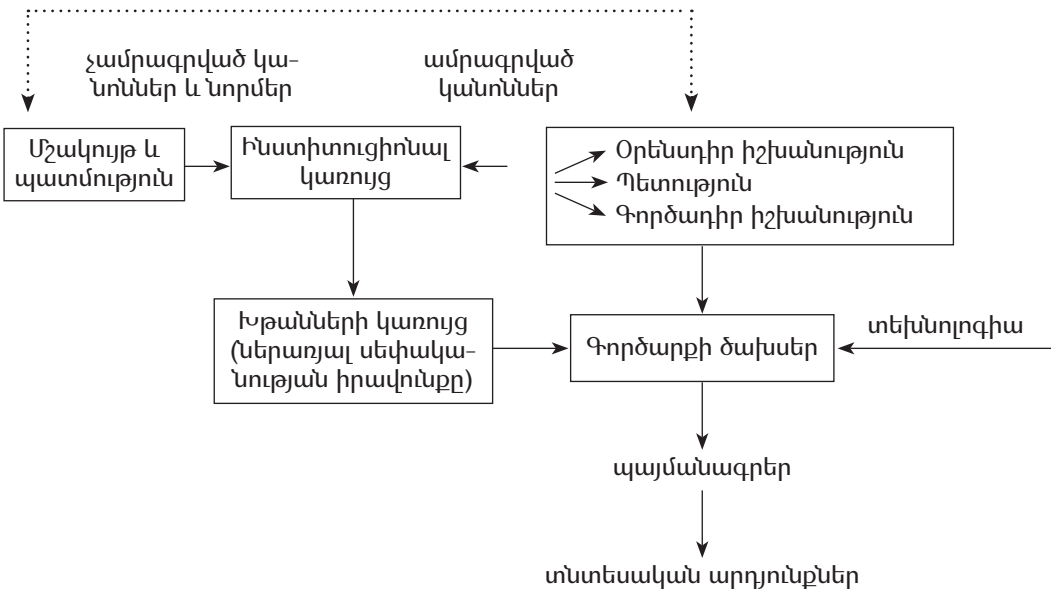 չամրագրված կա-
նոններ և նորմեր
ամրագրված
կանոններ
Մշակույթ և
պատմություն
Ինստիտուցիոնալ
կառույց
Օրենսդիր իշխանություն
Պետություն
Գործադիր իշխանություն
Խթանների կառույց
(ներառյալ սեփակա-
նության իրավունքը)
Գործարքի ծախսեր
տեխնոլոգիա
պայմանագրեր
տնտեսական արդյունքներ